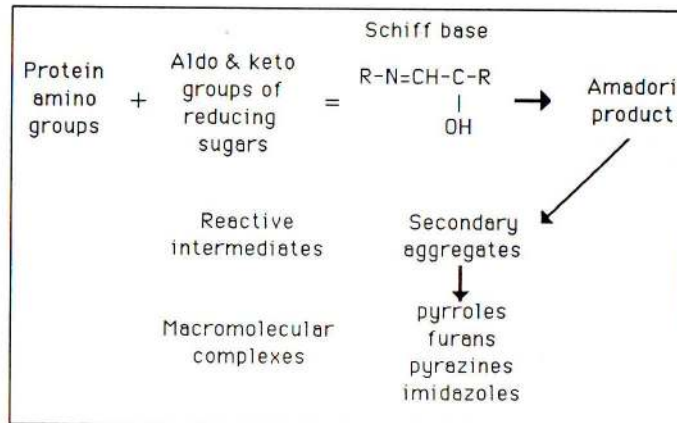 Schiff base
Protein
amino
groups
+
Aldo & keto
groups of
reducing
sugars
=
R-N=CH-C-R
|
OH
Amadori
product
Reactive
intermediates
Secondary
aggregates
Macromolecular
complexes
pyrroles
furans
pyrazines
imidazoles